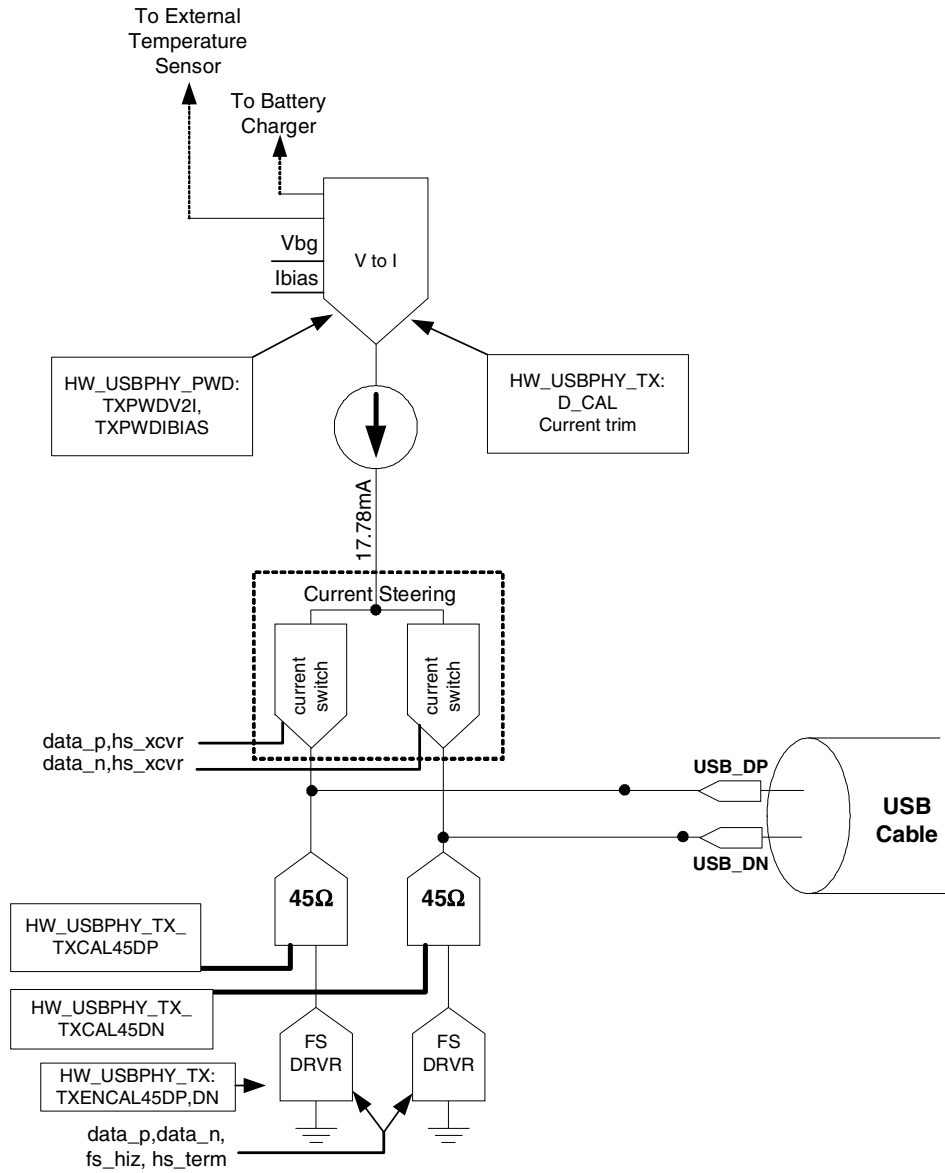 To External
Temperature
Sensor
To Battery
Charger
Vbg
Ibias
V to I
HW_USBPHY_PWD:
TXPWDV2I,
TXPWDIBIAS
HW_USBPHY_TX:
D_CAL
Current trim
17.78mA
Current Steering
current
switch
current
switch
data_p,hs_xcvr
data_n,hs_xcvr
USB_DP
USB_DN
USB
Cable
45Ω
45Ω
HW_USBPHY_TX_
TXCAL45DP
HW_USBPHY_TX_
TXCAL45DN
FS
DRVR
FS
DRVR
HW_USBPHY_TX:
TXENCAL45DP,DN
data_p,data_n,
fs_hiz, hs_term